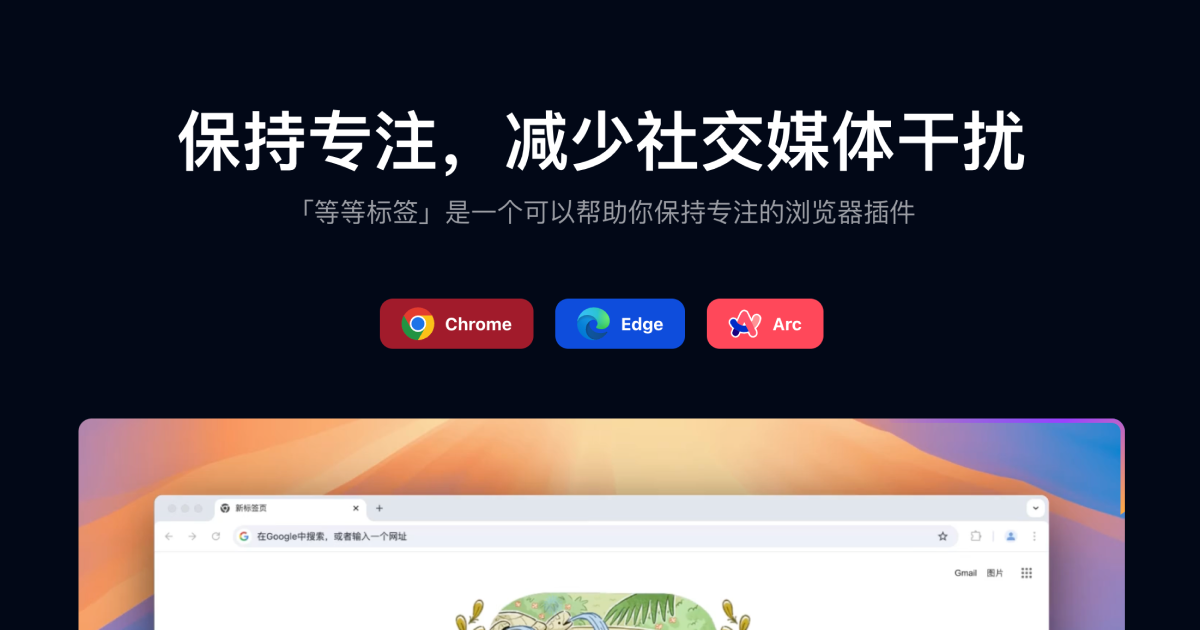 保持专注，减少社交媒体干扰
「等等标签」是一个可以帮助你保持专注的浏览器插件
Chrome
Edge
Arc
新标签页
在Google中搜索，或者输入一个网址
Gmail 图片